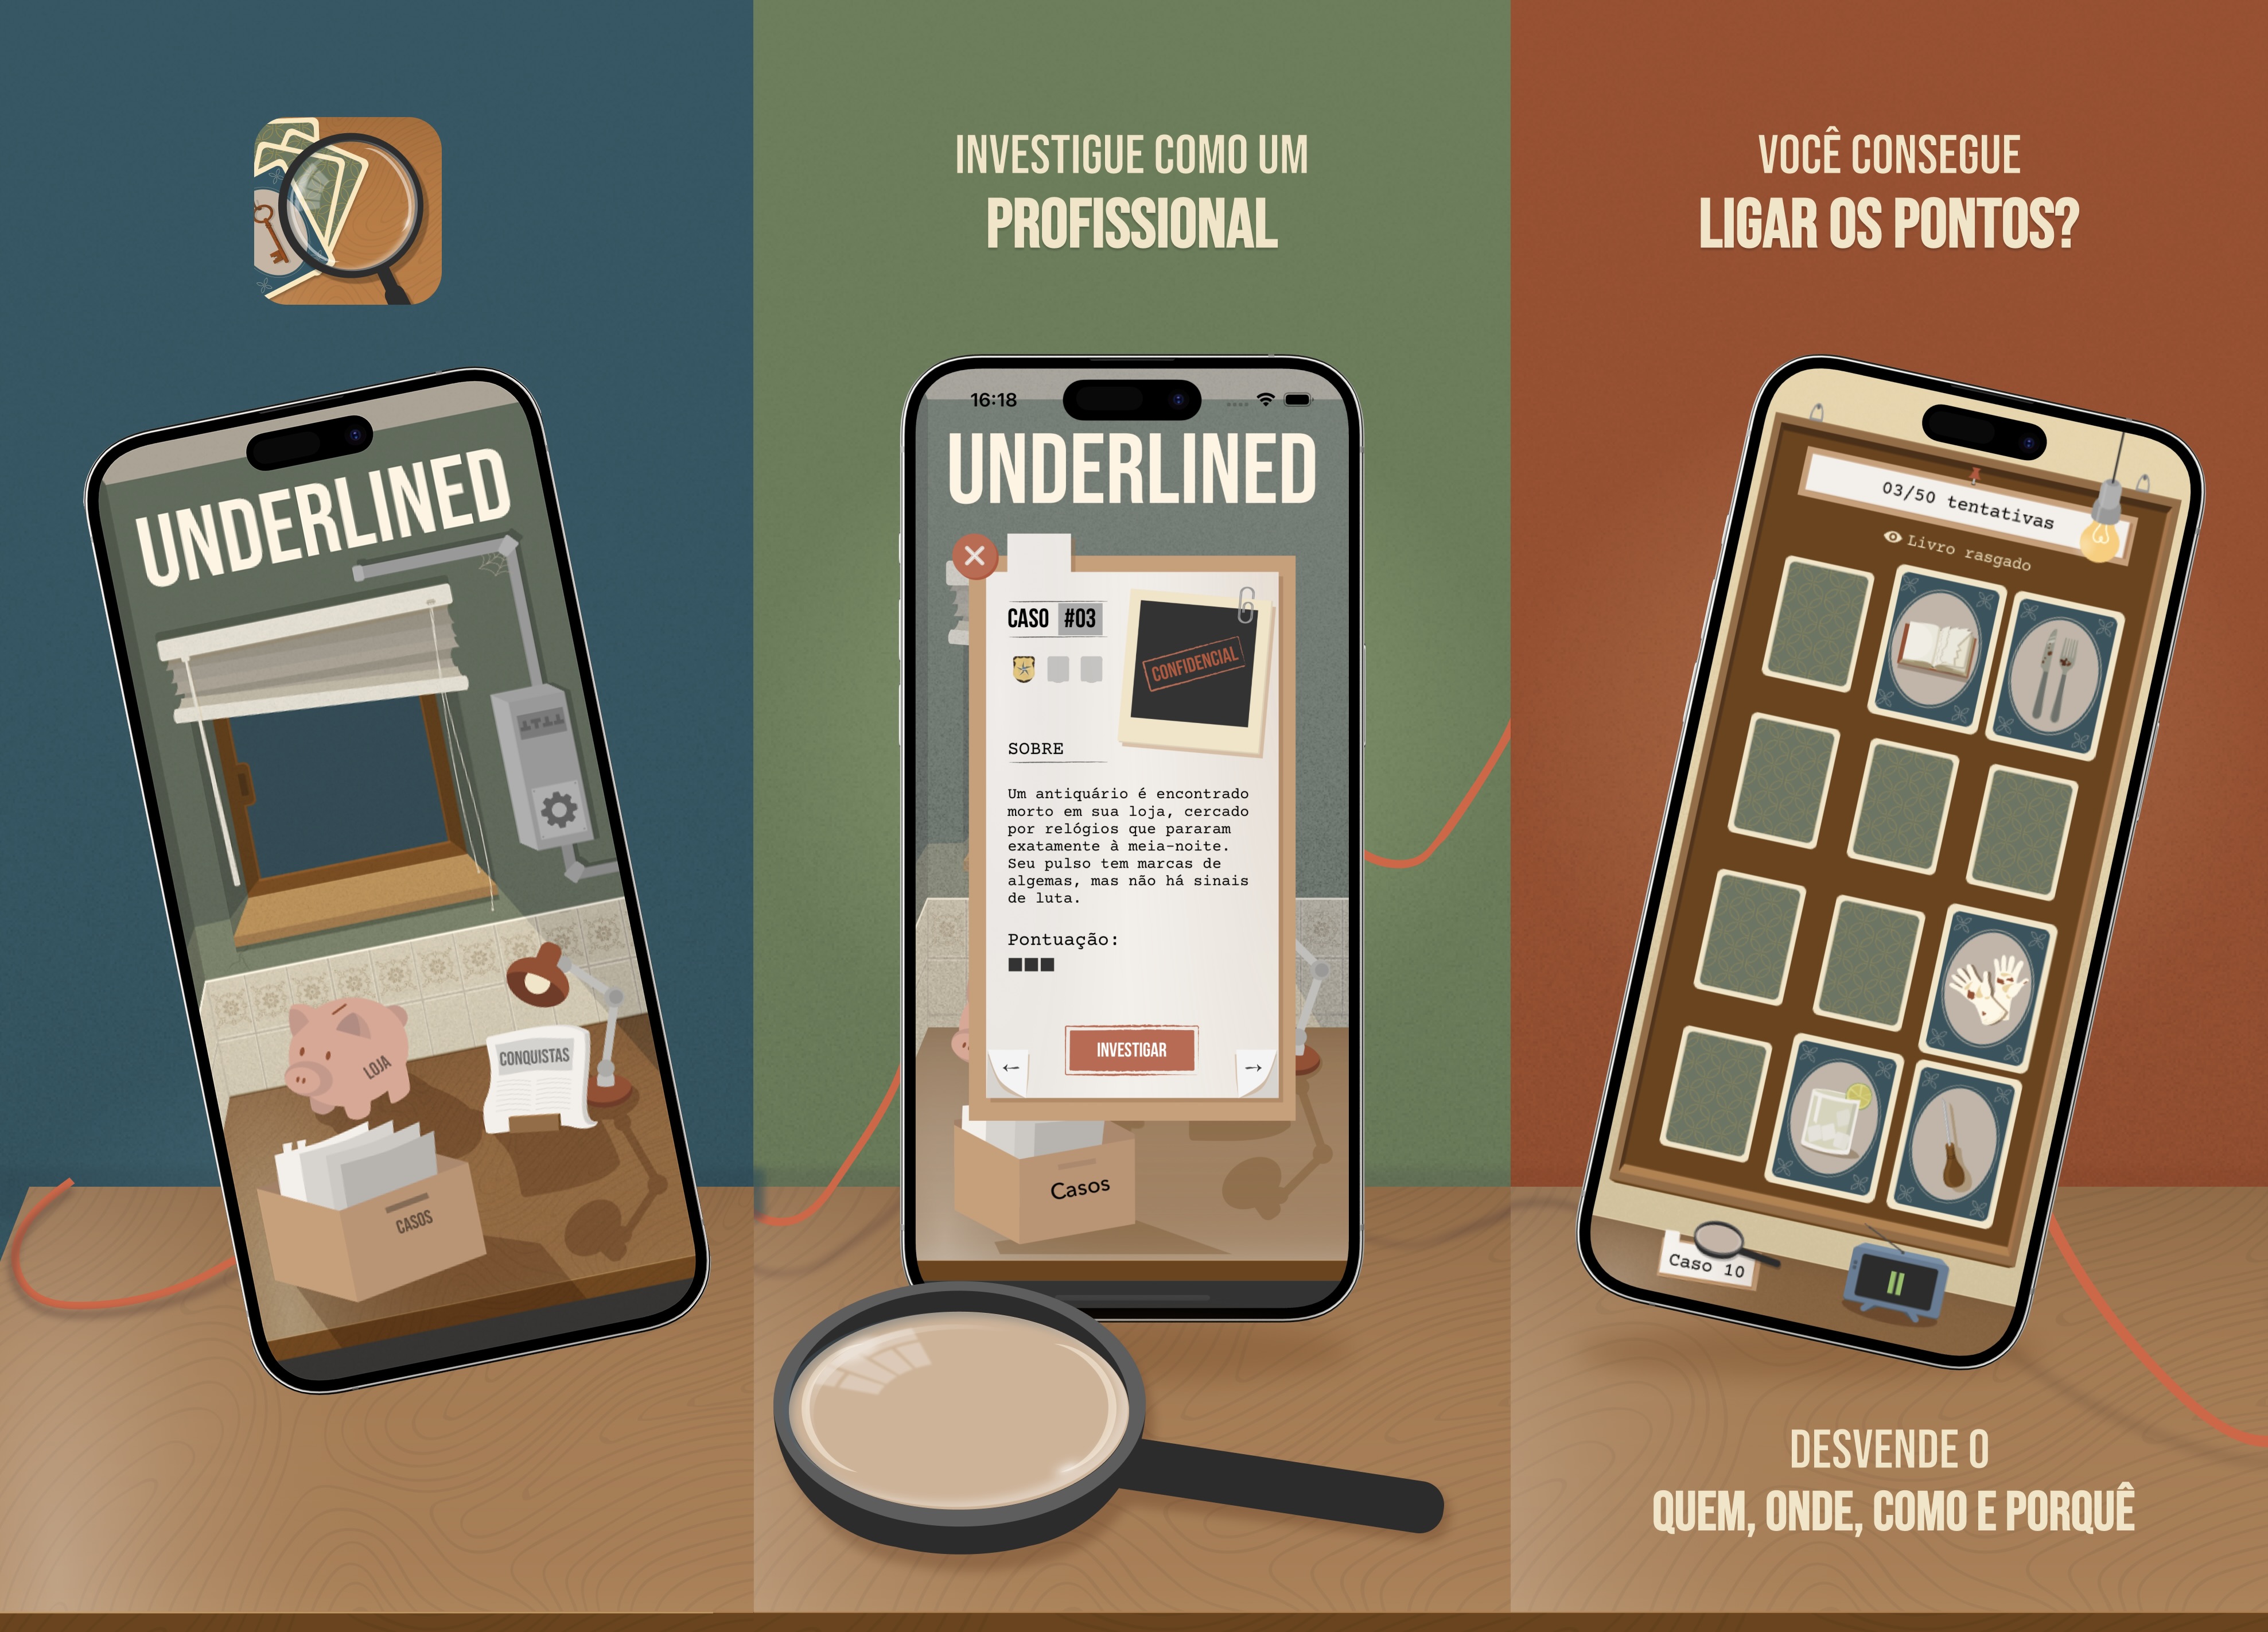 UNDERLINED
LOJA
CONQUISTAS
CASOS
INVESTIGUE COMO UM
PROFISSIONAL
16:18
UNDERLINED
CASO #03
CONFIDENCIAL
SOBRE
Um antiquário é encontrado
morto em sua loja, cercado
por relógios que pararam
exatamente à meia-noite.
Seu pulso tem marcas de
algemas, mas não há sinais
de luta.
Pontuação:
INVESTIGAR
Casos
VOCÊ CONSEGUE
LIGAR OS PONTOS?
03/50 tentativas
Livro rasgado
Caso 10
DESVENDE O
QUEM, ONDE, COMO E PORQUÊ